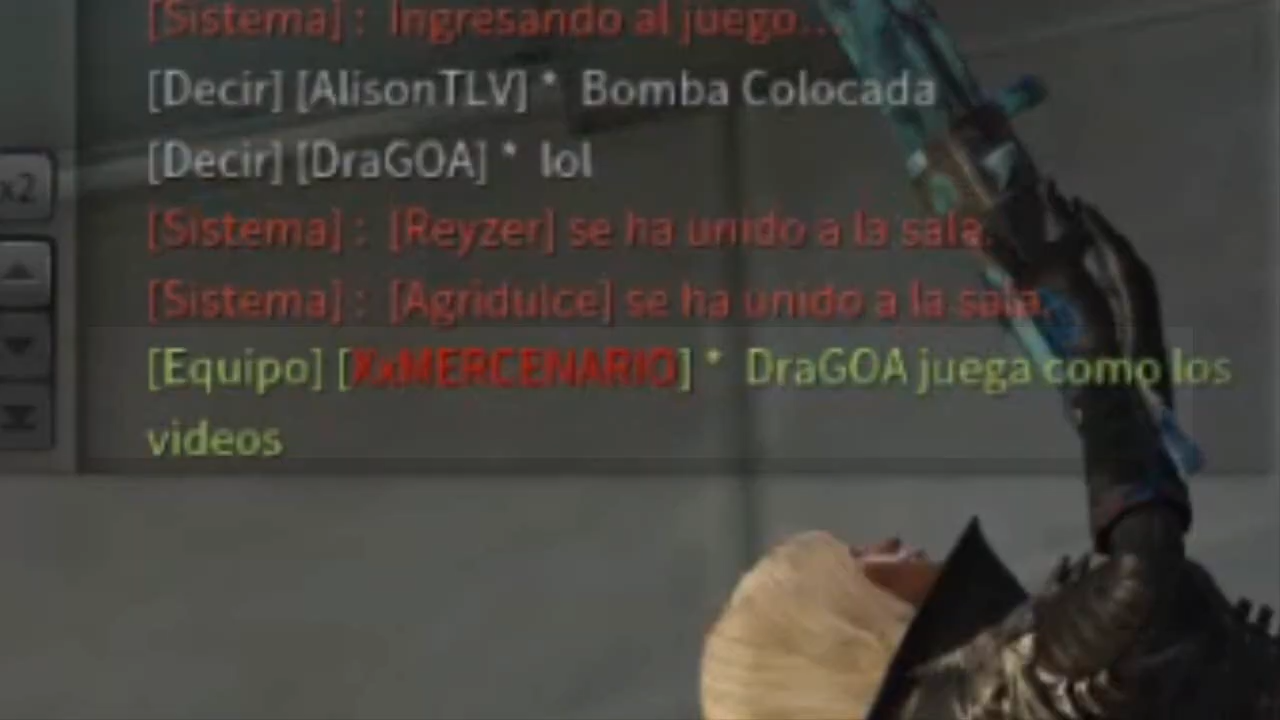 [Sistema] : Ingresando al juego...
[Decir] [AlisonTLV] * Bomba Colocada
[Decir] [DraGOA] * lol
x2
[Sistema] : [Reyzer] se ha unido a la sala.
[Sistema] : [Agridulce] se ha unido a la sala.
[Equipo] [XxMERCENARIO] * DraGOA juega como los
videos